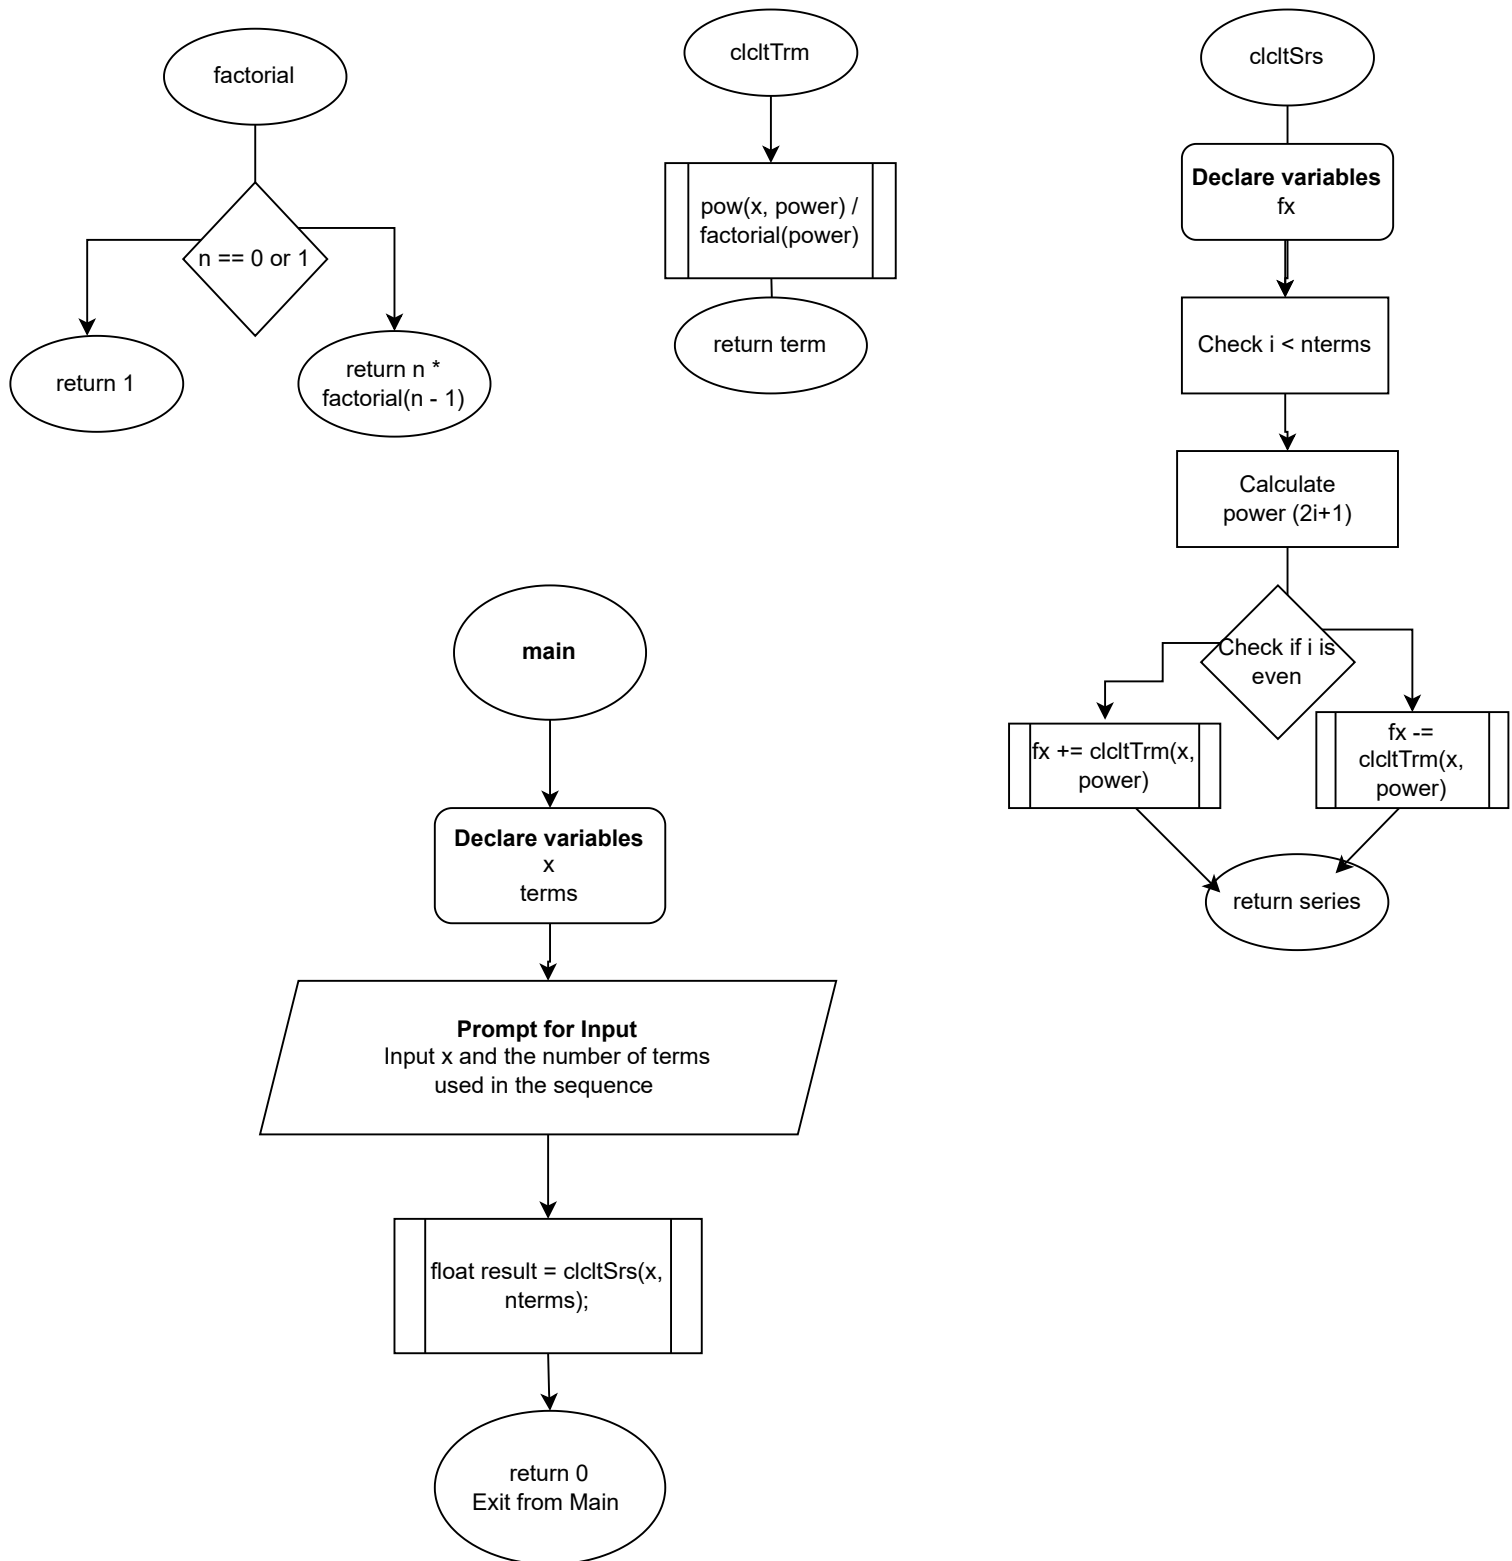 factorial
n == 0 or 1
return 1
return n *
factorial(n - 1)
clcltTrm
pow(x, power) /
factorial(power)
return term
clcltSrs
Declare variables
fx
Check i < nterms
Calculate
power (2i+1)
Check if i is
even
fx += clcltTrm(x,
power)
fx -=
clcltTrm(x,
power)
return series
main
Declare variables
x
terms
Prompt for Input
Input x and the number of terms
used in the sequence
float result = clcltSrs(x,
nterms);
return 0
Exit from Main